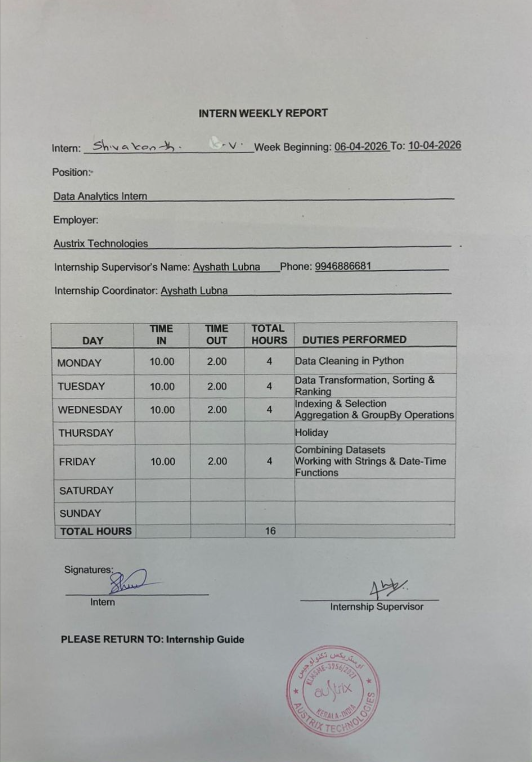 INTERN WEEKLY REPORT
Intern: Shivakanth. V. Week Beginning: 06-04-2026 To: 10-04-2026
Position:-
Data Analytics Intern
Employer:
Austrix Technologies
Internship Supervisor's Name: Ayshath Lubna Phone: 9946886681
Internship Coordinator: Ayshath Lubna
DAY TIME IN TIME OUT TOTAL HOURS DUTIES PERFORMED
MONDAY 10.00 2.00 4 Data Cleaning in Python
TUESDAY 10.00 2.00 4 Data Transformation, Sorting & Ranking
WEDNESDAY 10.00 2.00 4 Indexing & Selection Aggregation & GroupBy Operations
THURSDAY Holiday
FRIDAY 10.00 2.00 4 Combining Datasets Working with Strings & Date-Time Functions
SATURDAY
SUNDAY
TOTAL HOURS 16
Signatures:
Intern
Internship Supervisor
PLEASE RETURN TO: Internship Guide
austrix
KERALA-INDIA
AUSTRIX TECHNOLOGIES